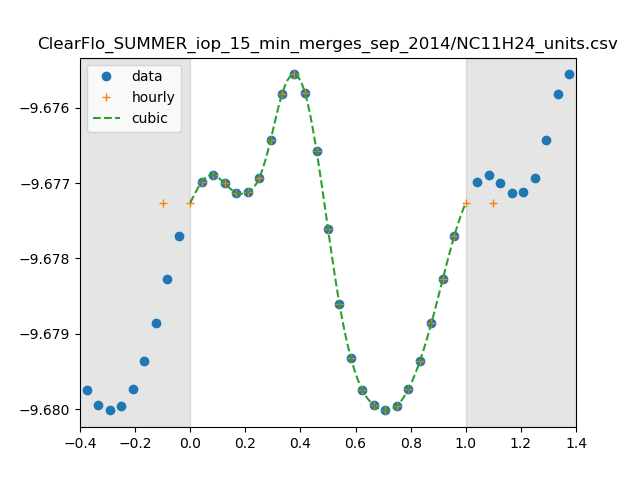 ClearFlo_SUMMER_iop_15_min_merges_sep_2014/NC11H24_units.csv
data
hourly
cubic
−9.676
−9.677
−9.678
−9.679
−9.680
−0.4 −0.2 0.0 0.2 0.4 0.6 0.8 1.0 1.2 1.4